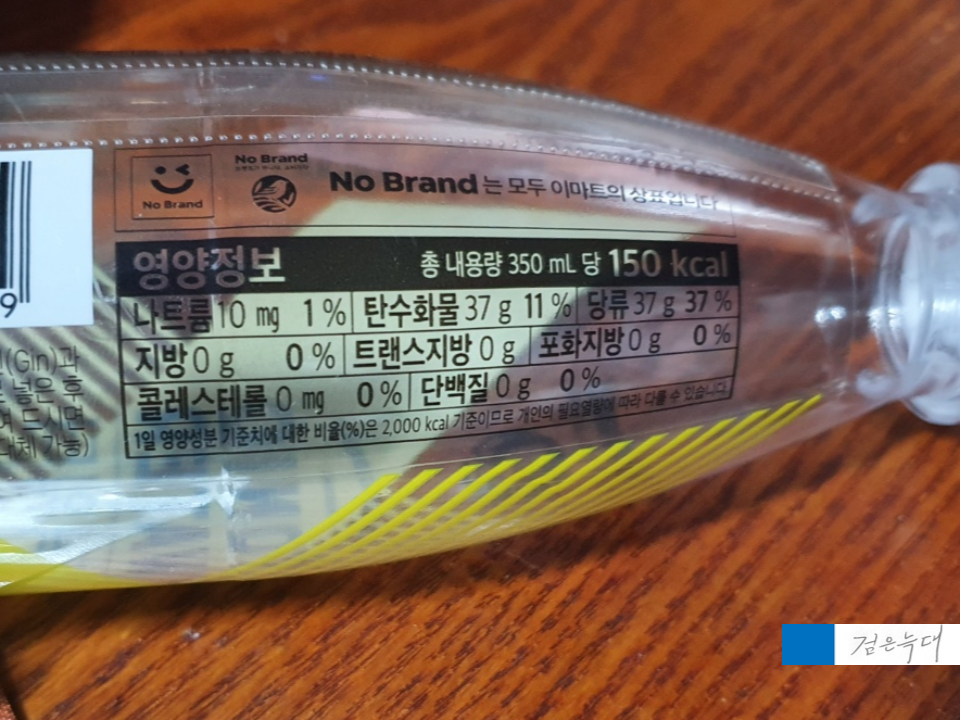 No Brand
No Brand
No Brand는 모두 이마트의 상표입니다
9
영양정보 총 내용량 350 mL 당 150 kcal
나트륨 10 mg 1 % 탄수화물 37 g 11 % 당류 37 g 37 %
지방 0 g 0 % 트랜스지방 0 g 포화지방 0 g 0 %
콜레스테롤 0 mg 0 % 단백질 0 g 0 %
1일 영양성분 기준치에 대한 비율(%)은 2,000 kcal 기준이므로 개인의 필요열량에 따라 다를 수 있습니다.
(Gin)과
넣은 후
드시면
가능)
검은늑대